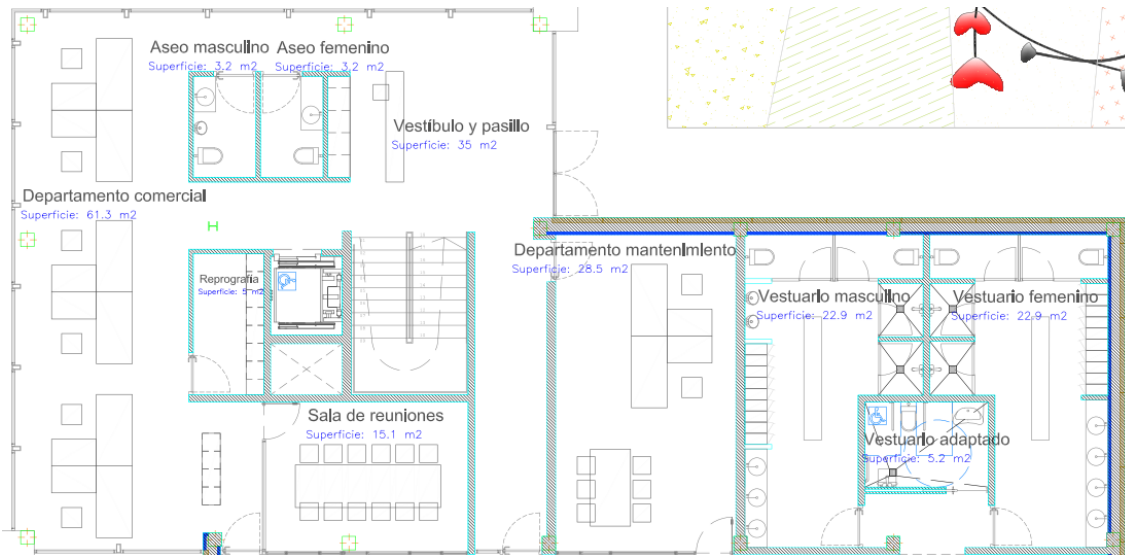 Aseo masculino
Superficie: 3.2 m2
Aseo femenino
Superficie: 3.2 m2
Vestíbulo y pasillo
Superficie: 35 m2
Departamento comercial
Superficie: 61.3 m2
Departamento mantenimiento
Superficie: 28.5 m2
Reprografía
Superficie: 5 m2
Vestuario masculino
Superficie: 22.9 m2
Vestuario femenino
Superficie: 22.9 m2
Sala de reuniones
Superficie: 15.1 m2
Vestuario adaptado
Superficie: 5.2 m2